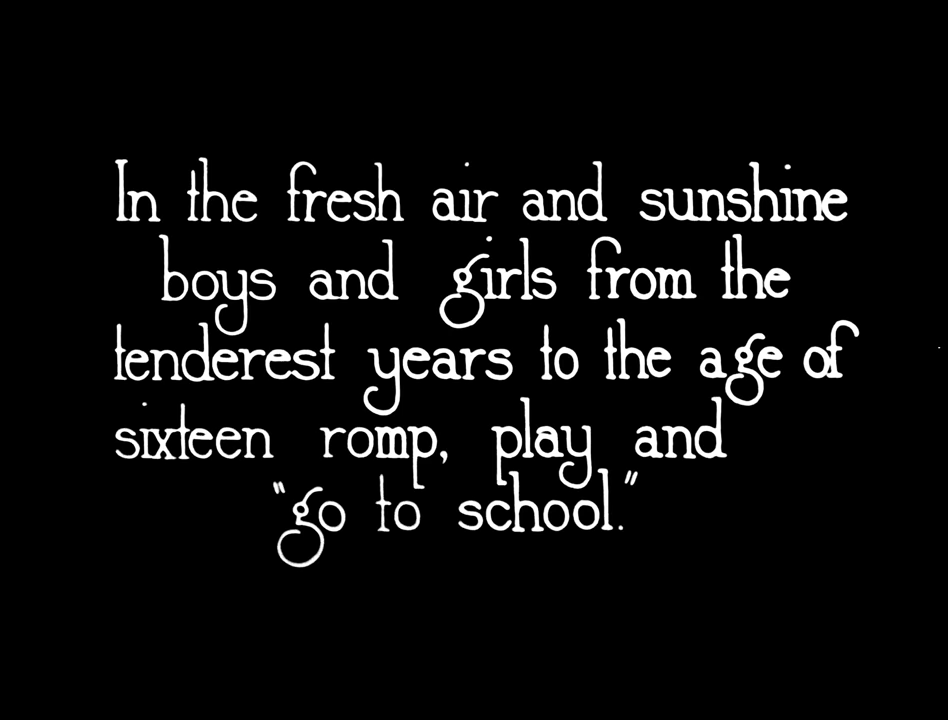 In the fresh air and sunshine
boys and girls from the
tenderest years to the age of
sixteen romp, play and
"go to school."